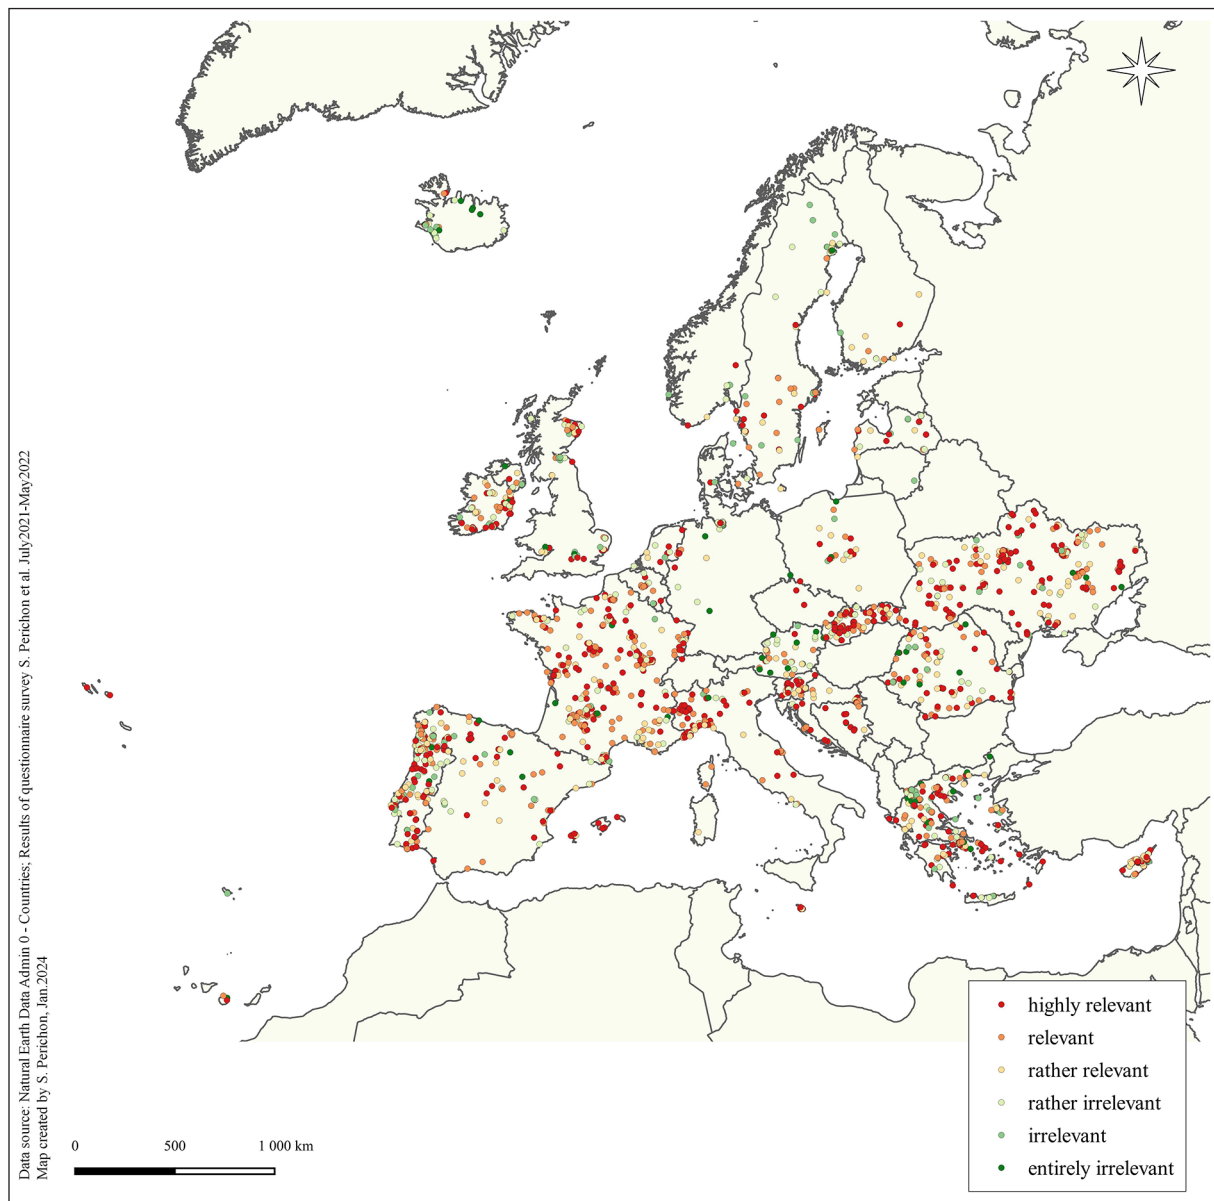 Data source: Natural Earth Data Admin 0 - Countries; Results of questionnaire survey S. Perichon et al. July2021-May2022
Map created by S. Perichon, Jan.2024
0 500 1 000 km
highly relevant
relevant
rather relevant
rather irrelevant
irrelevant
entirely irrelevant